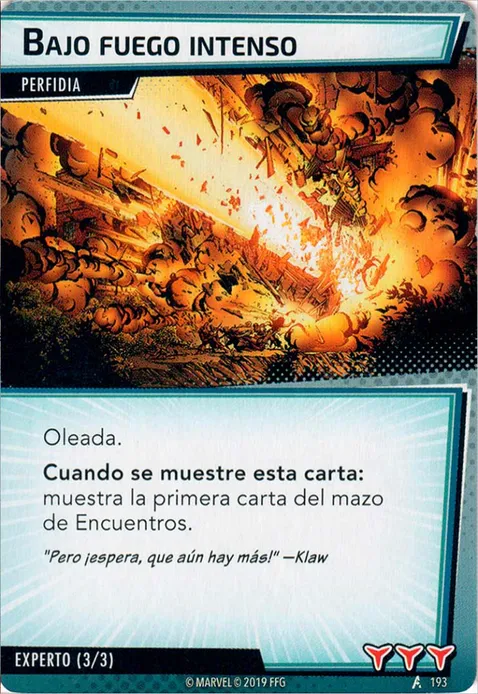 BAJO FUEGO INTENSO
PERFIDIA
Oleada.
Cuando se muestre esta carta:
muestra la primera carta del mazo
de Encuentros.
"Pero ¡espera, que aún hay más!" —Klaw
EXPERTO (3/3)
© MARVEL © 2019 FFG
193